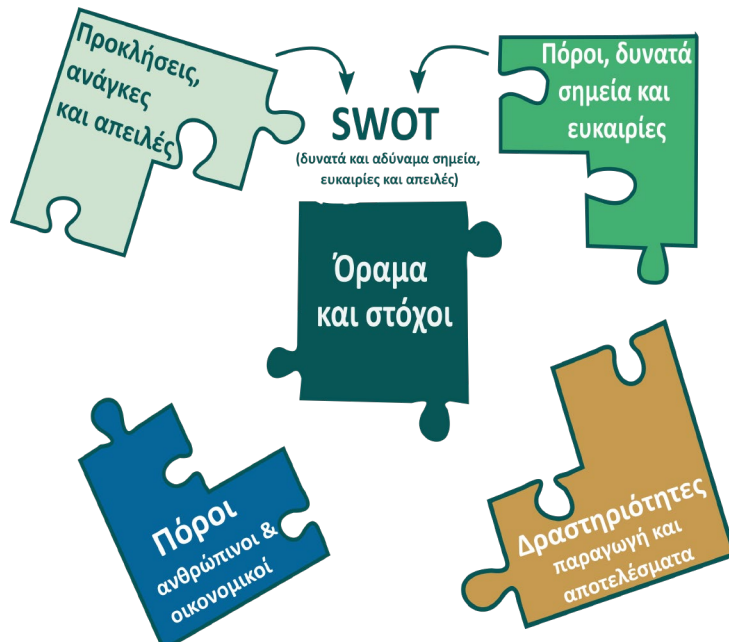 Προκλήσεις,
ανάγκες
και απειλές
SWOT
(δυνατά και αδύναμα σημεία,
ευκαιρίες και απειλές)
Πόροι, δυνατά
σημεία και
ευκαιρίες
Όραμα
και στόχοι
Πόροι
ανθρώπινοι &
οικονομικοί
Δραστηριότητες
παραγωγή και
αποτελέσματα